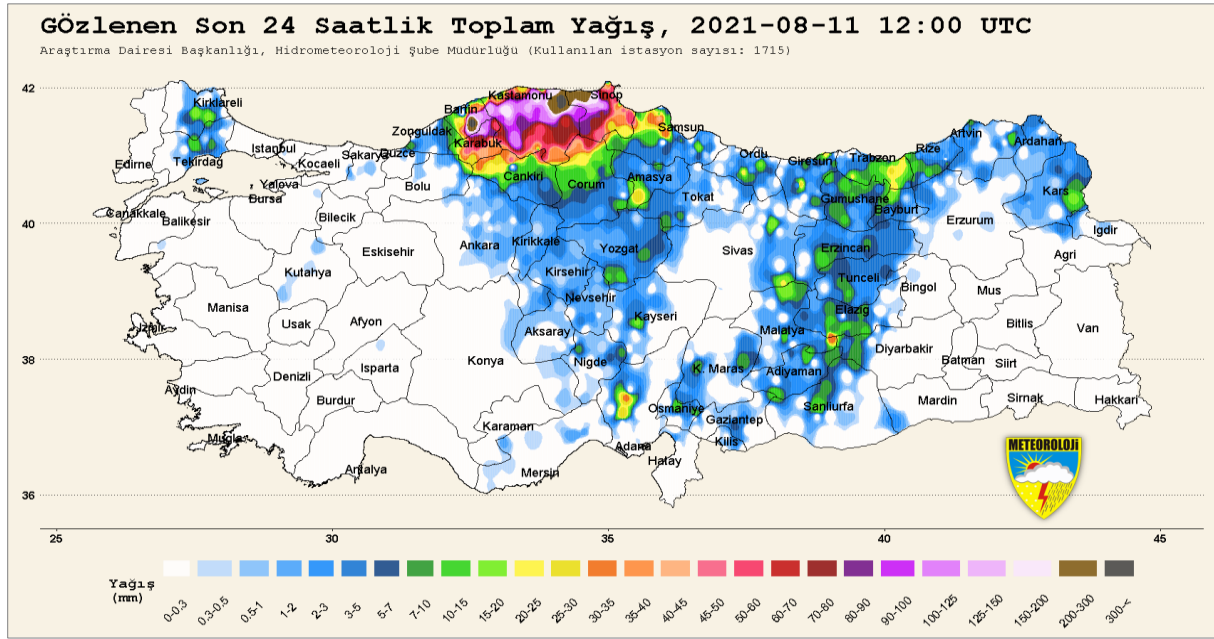 Gözlenen Son 24 Saatlik Toplam Yağış, 2021-08-11 12:00 UTC
Araştırma Dairesi Başkanlığı, Hidrometeoroloji Şube Müdürlüğü (Kullanılan istasyon sayısı: 1715)
42
Kirklareli
Kastamonu
Sinop
Bartin
Zonguldak
Samsun
Edirne
Tekirdag
Istanbul
Kocaeli
Sakarya
Duzce
Karabuk
Ordu
Giresun
Trabzon
Rize
Artvin
Ardahan
Yalova
Bursa
Bolu
Cankiri
Corum
Amasya
Tokat
Gumushane
Bayburt
Kars
Canakkale
Balikesir
Bilecik
Erzurum
Igdir
40
Eskisehir
Ankara
Kirikkale
Yozgat
Sivas
Erzincan
Agri
Kutahya
Kirsehir
Tunceli
Bingol
Mus
Manisa
Nevsehir
Kayseri
Elazig
Izmir
Usak
Afyon
Aksaray
Malatya
Bitlis
Van
38
Konya
Nigde
Diyarbakir
Batman
Siirt
Denizli
Isparta
K. Maras
Adiyaman
Aydin
Burdur
Osmaniye
Sanliurfa
Mardin
Sirnak
Hakkari
Mugla
Karaman
Gaziantep
Kilis
Adana
Hatay
Antalya
Mersin
METEOROLOJi
36
25 30 35 40 45
Yağış
(mm)
0-0.3 0.3-0.5 0.5-1 1-2 2-3 3-5 5-7 7-10 10-15 15-20 20-25 25-30 30-35 35-40 40-45 45-50 50-60 60-70 70-80 80-90 90-100 100-125 125-150 150-200 200-300 300-<